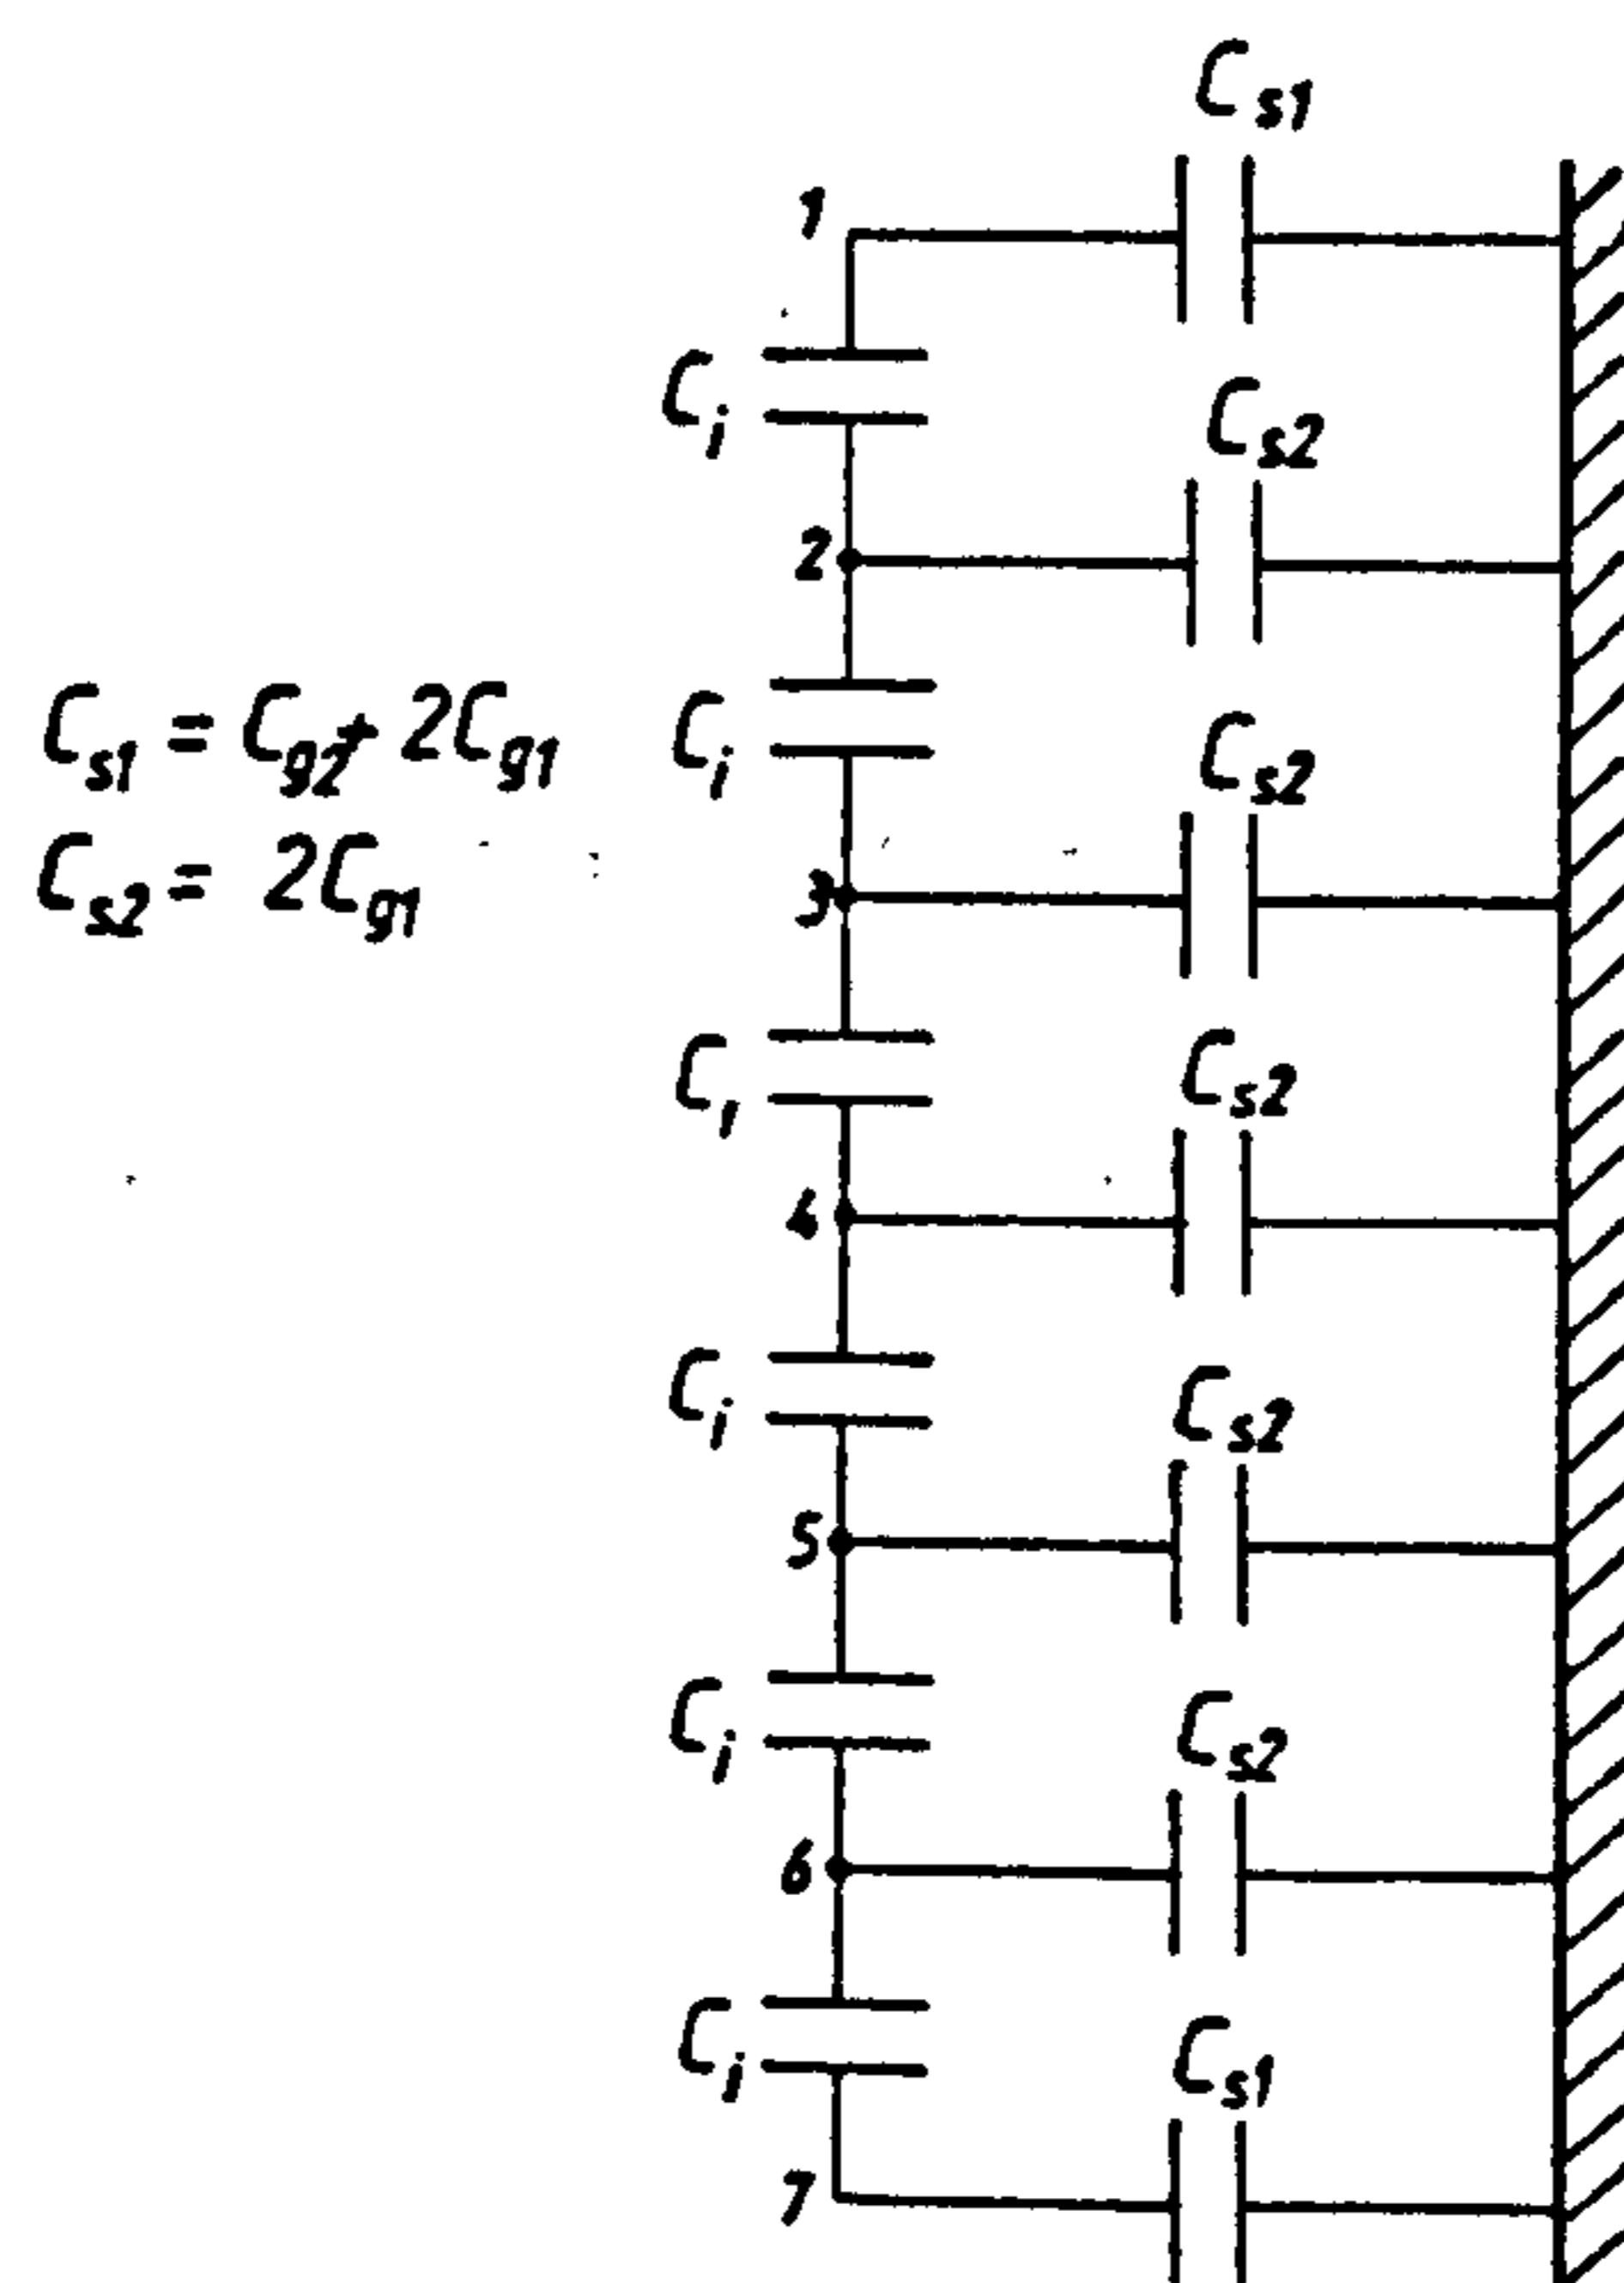 C_s1
1
C_i
C_s2
2
C_i
C_s2
C_s1 = C_g2 + 2C_g1
C_s2 = 2C_g1
3
C_i
C_s2
4
C_i
C_s2
5
C_i
C_s2
6
C_i
C_s1
7